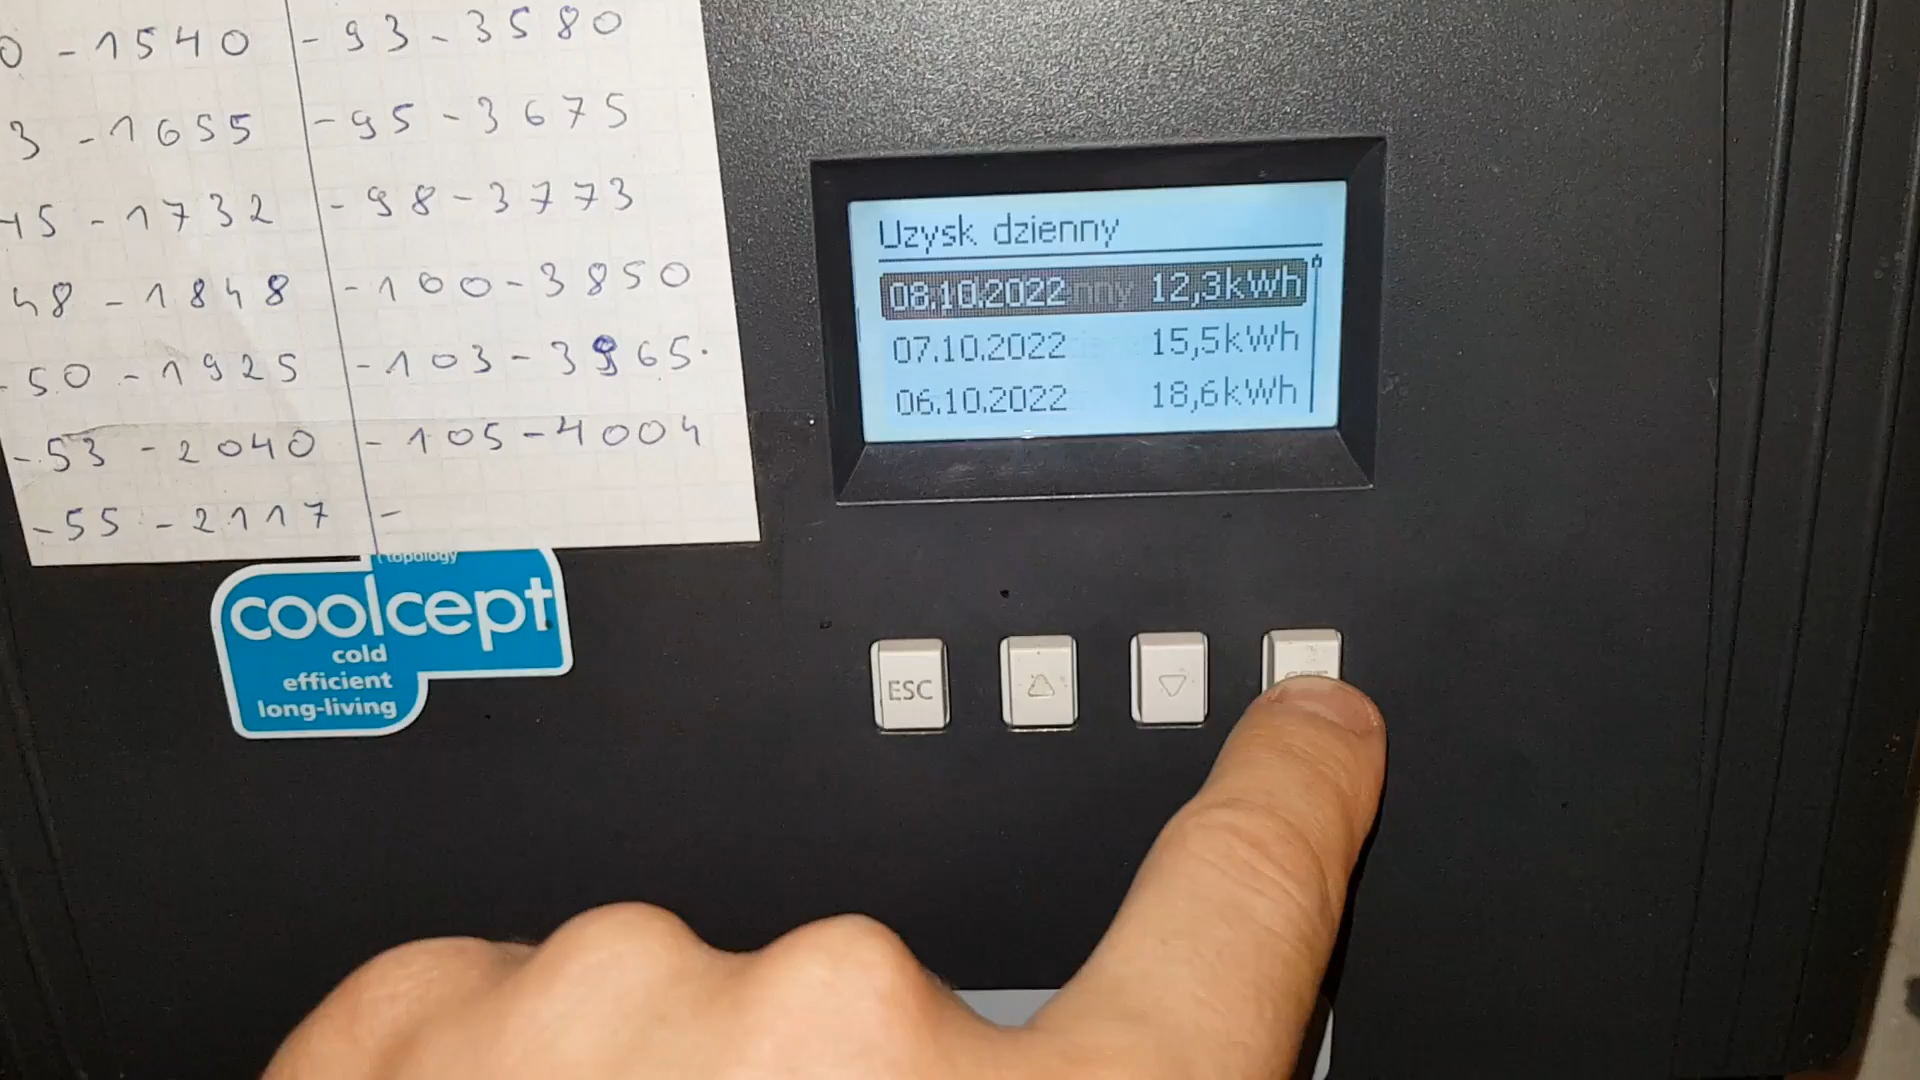 0 - 1540 - 93 - 3580
3 - 1655 - 95 - 3675
45 - 1732 - 98 - 3773
48 - 1848 - 100 - 3850
-50 - 1925 - 103 - 3965.
- 53 - 2040 - 105 - 4004
- 55 - 2117 -
topology
coolcept
cold
efficient
long-living
Uzysk dzienny
08.10.2022 12,3kWh
07.10.2022 15,5kWh
06.10.2022 18,6kWh
ESC △ ▽